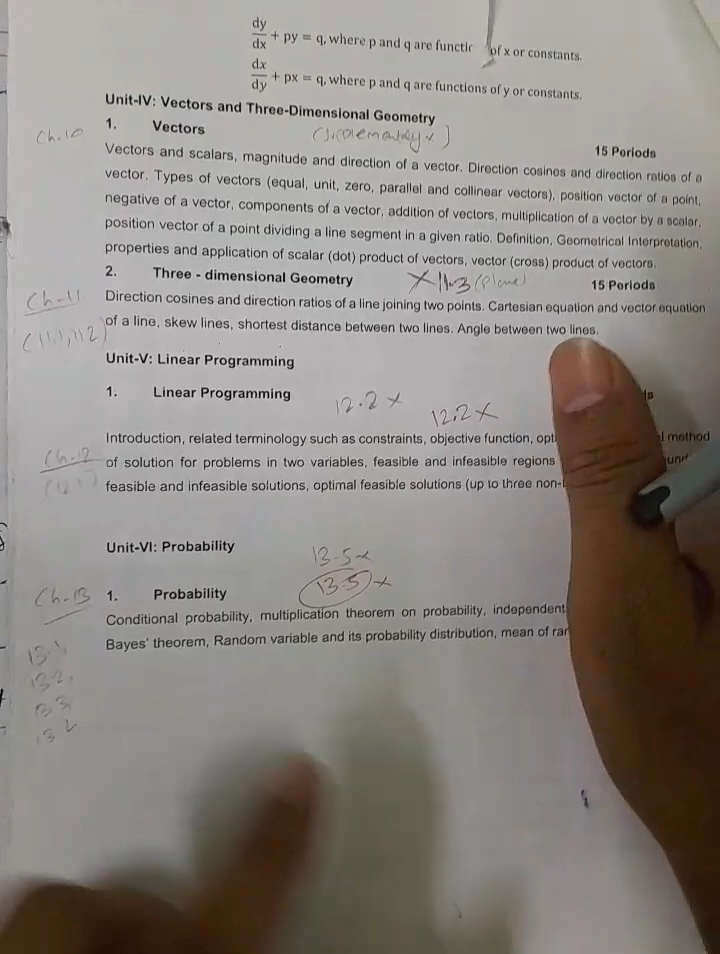 dy/dx + py = q, where p and q are functi of x or constants.
dx/dy + px = q, where p and q are functions of y or constants.
Unit-IV: Vectors and Three-Dimensional Geometry
Ch.10 1. Vectors 15 Periods
Vectors and scalars, magnitude and direction of a vector. Direction cosines and direction ratios of a
vector. Types of vectors (equal, unit, zero, parallel and collinear vectors), position vector of a point,
negative of a vector, components of a vector, addition of vectors, multiplication of a vector by a scalar,
position vector of a point dividing a line segment in a given ratio. Definition, Geometrical Interpretation,
properties and application of scalar (dot) product of vectors, vector (cross) product of vectors.
2. Three - dimensional Geometry X 11.3 (Plane) 15 Periods
Ch-11 Direction cosines and direction ratios of a line joining two points. Cartesian equation and vector equation
of a line, skew lines, shortest distance between two lines. Angle between two lines.
Unit-V: Linear Programming
1. Linear Programming 12.2 x
12.2 X
Introduction, related terminology such as constraints, objective function, method
Ch-12 of solution for problems in two variables, feasible and infeasible regions
feasible and infeasible solutions, optimal feasible solutions (up to three non-
Unit-VI: Probability 13.5 x
Ch-13 1. Probability 13.5 x
Conditional probability, multiplication theorem on probability, independent
Bayes' theorem, Random variable and its probability distribution, mean of
13.1
13.2
13.3
13.4